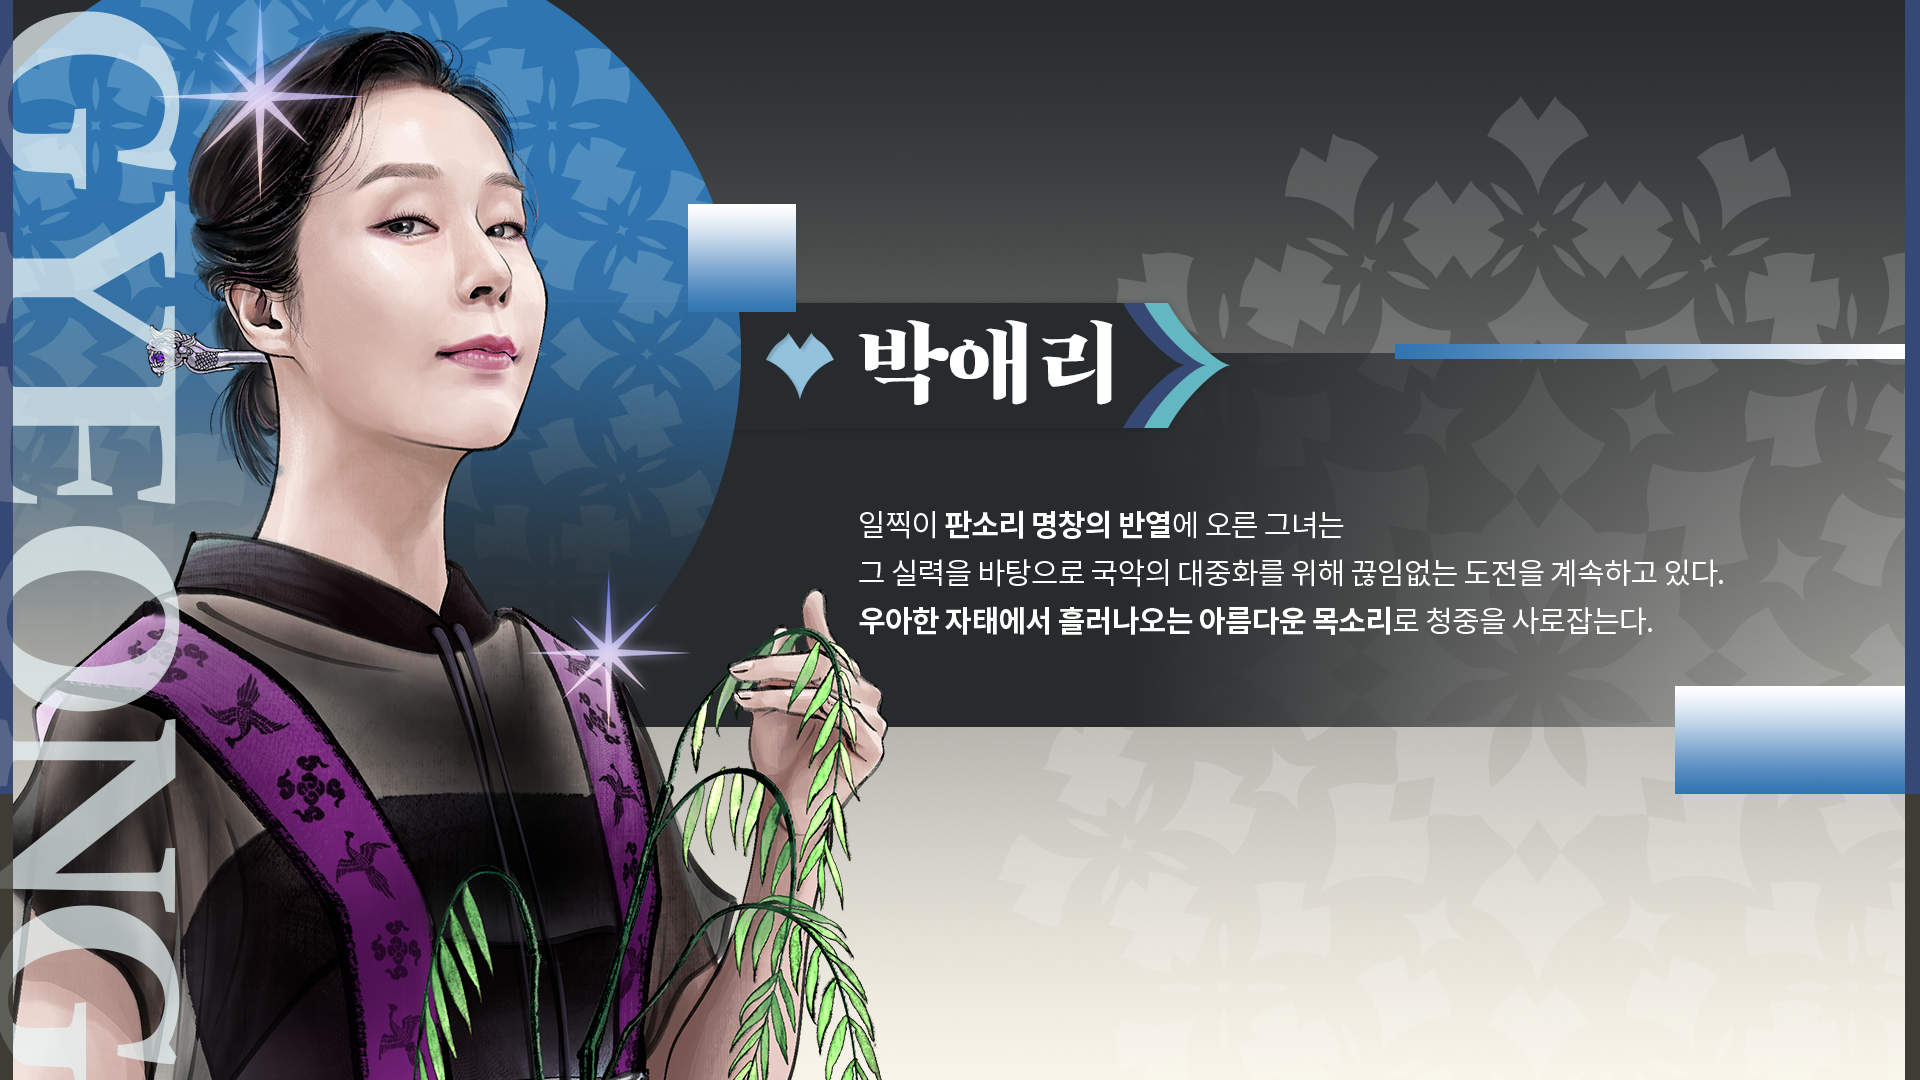 GYEONG
박애리
일찍이 판소리 명창의 반열에 오른 그녀는
그 실력을 바탕으로 국악의 대중화를 위해 끊임없는 도전을 계속하고 있다.
우아한 자태에서 흘러나오는 아름다운 목소리로 청중을 사로잡는다.